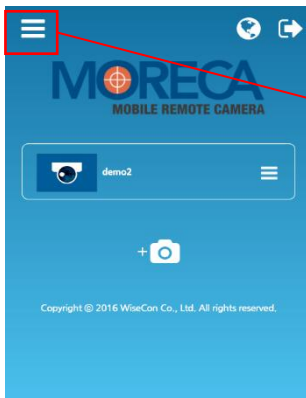 MORECA
MOBILE REMOTE CAMERA
demo2
+
Copyright © 2016 WiseCon Co., Ltd. All rights reserved.